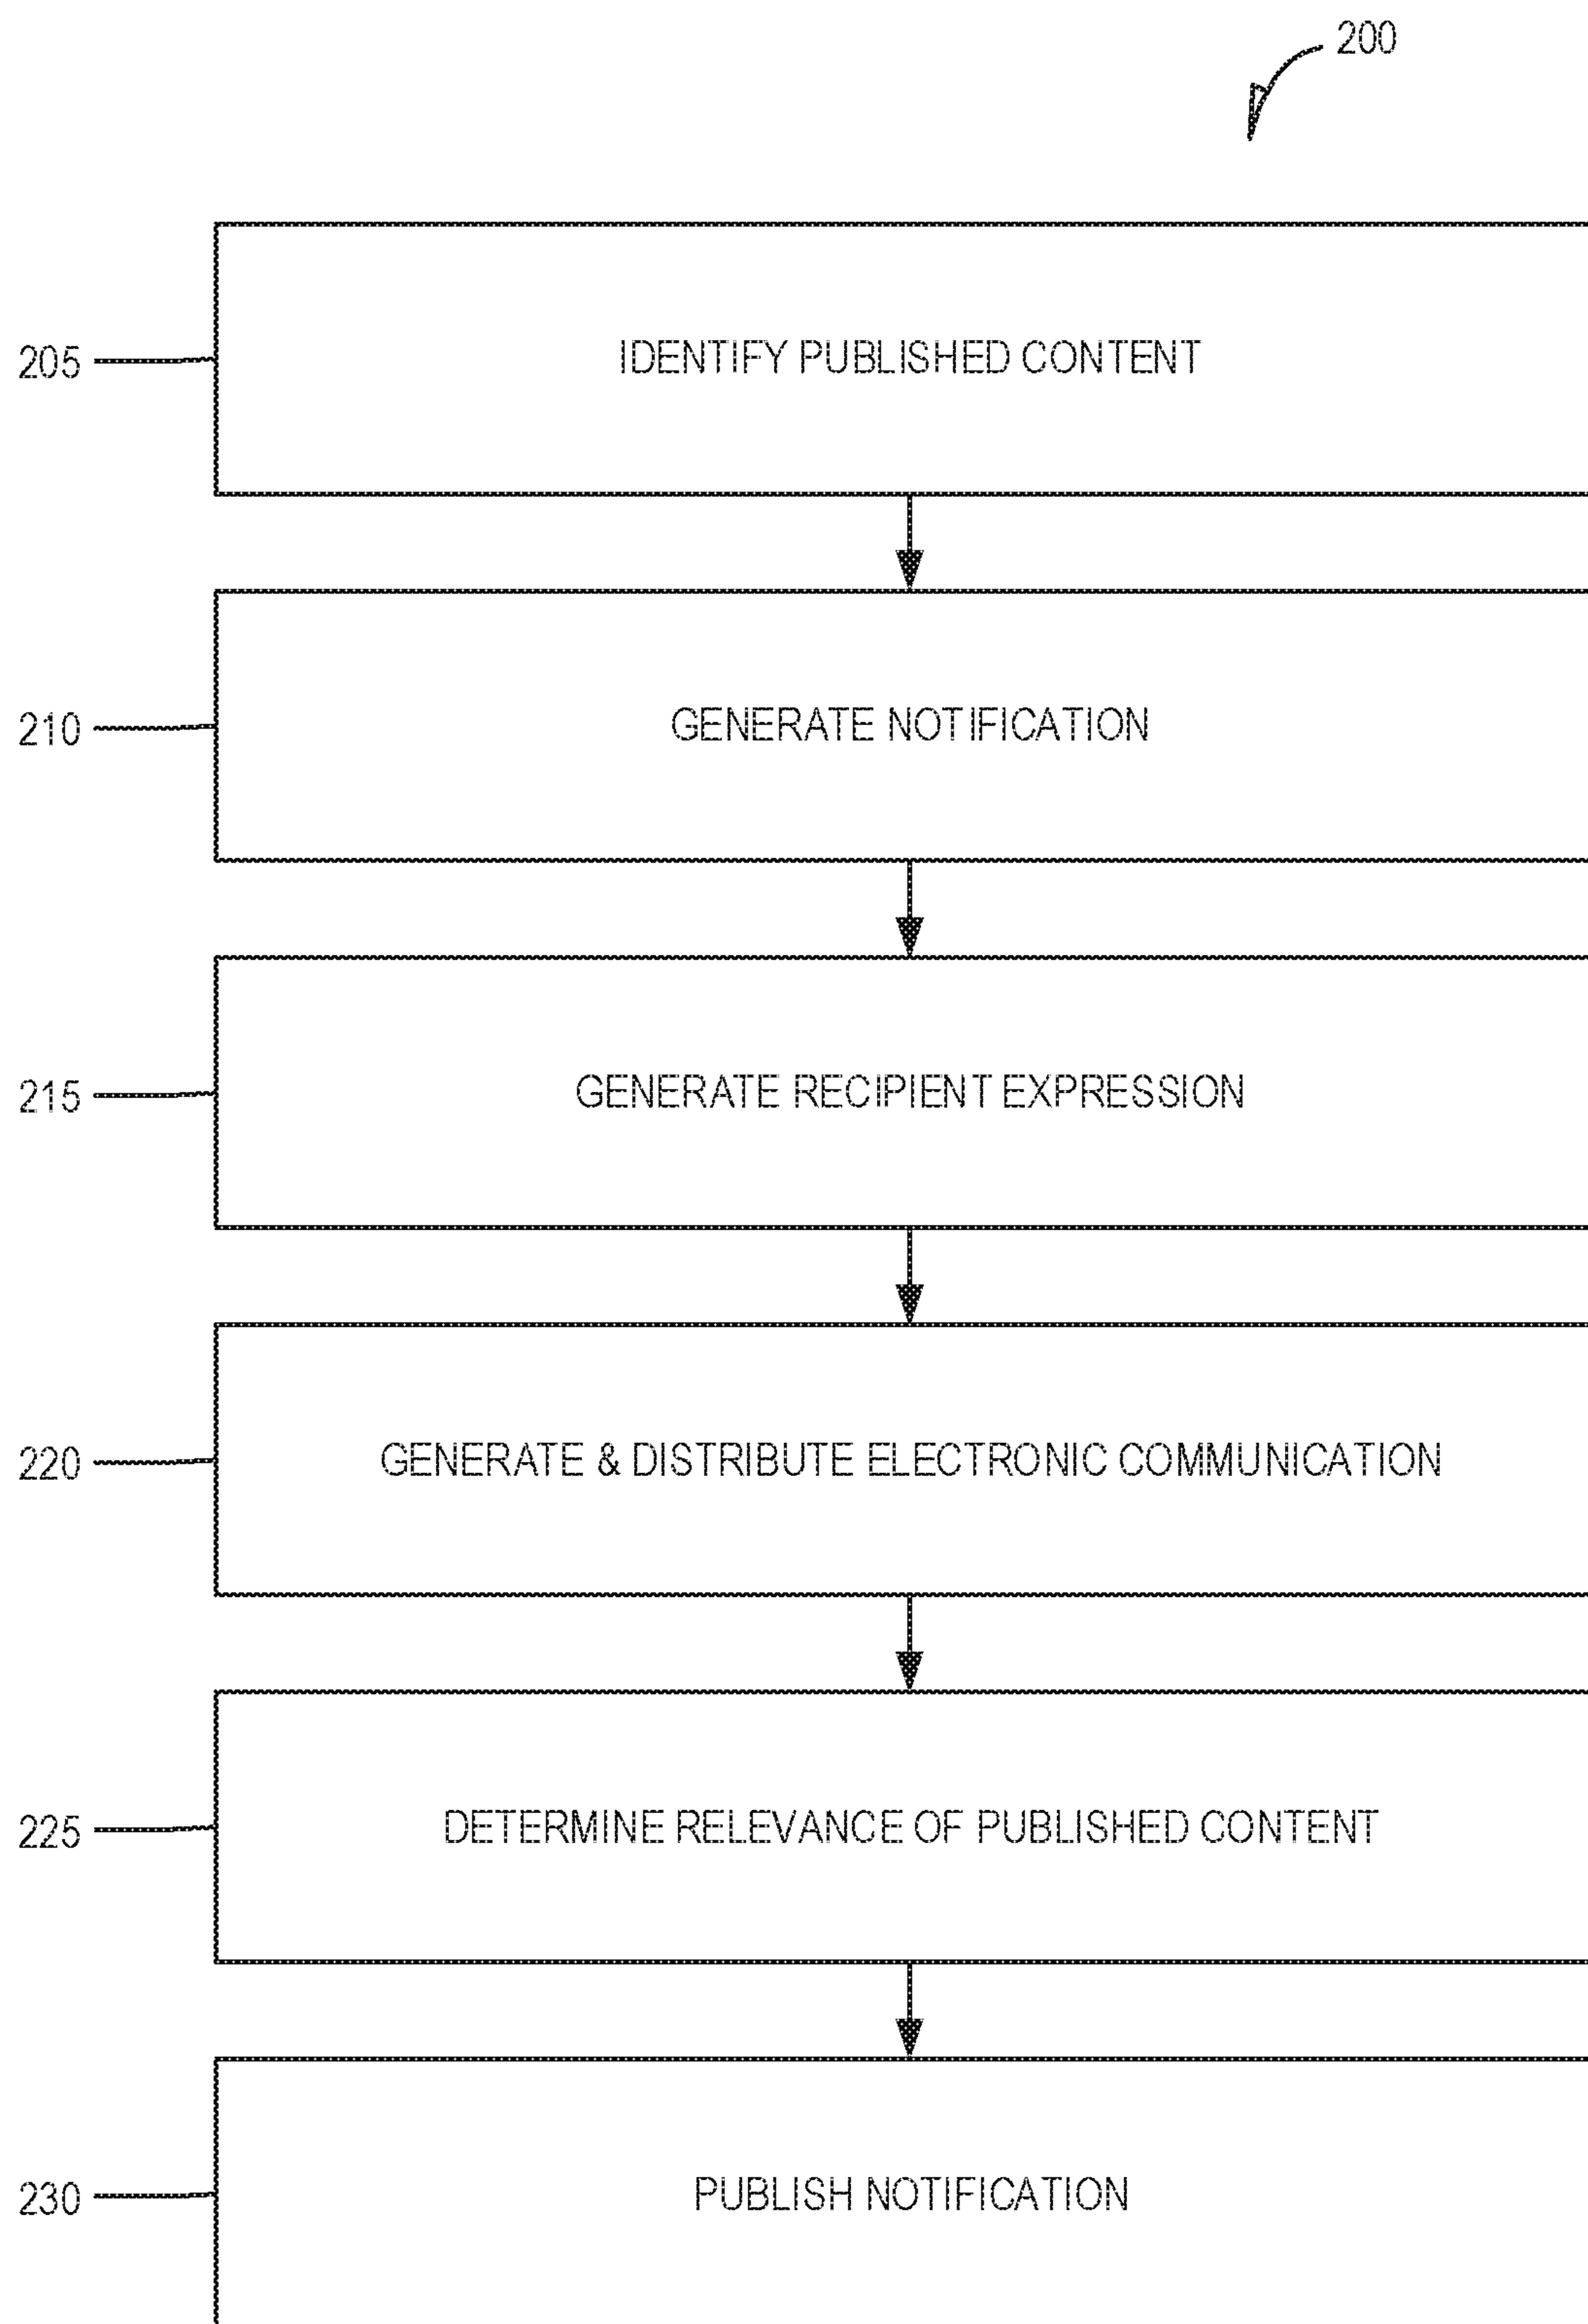 200
205
IDENTIFY PUBLISHED CONTENT
210
GENERATE NOTIFICATION
215
GENERATE RECIPIENT EXPRESSION
220
GENERATE & DISTRIBUTE ELECTRONIC COMMUNICATION
225
DETERMINE RELEVANCE OF PUBLISHED CONTENT
230
PUBLISH NOTIFICATION